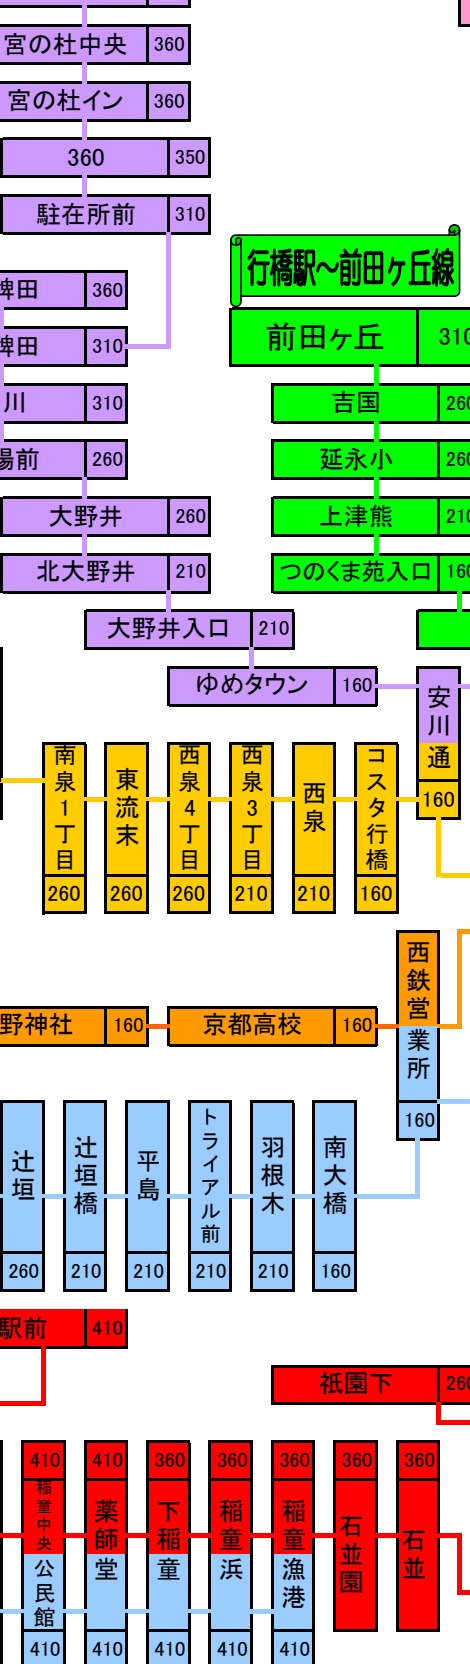 宮の杜中央 360
宮の杜イン 360
360 350
駐在所前 310
行橋駅～前田ヶ丘線
稗田 360
前田ヶ丘 310
稗田 310
川 310
吉国 260
湯前 260
延永小 260
大野井 260
上津熊 210
北大野井 210
つのくま苑入口 160
大野井入口 210
ゆめタウン 160
安川通 160
南泉1丁目 260
東流末 260
西泉4丁目 260
西泉3丁目 210
西泉 210
コスタ行橋 160
西鉄営業所 160
野神社 160
京都高校 160
辻垣 260
辻垣橋 210
平島 210
トライアル前 210
羽根木 210
南大橋 160
駅前 410
祇園下 260
410 稲童中央公民館 410
410 薬師堂 410
360 下稲童 410
360 稲童浜 410
360 稲童漁港 410
360 石並園
360 石並